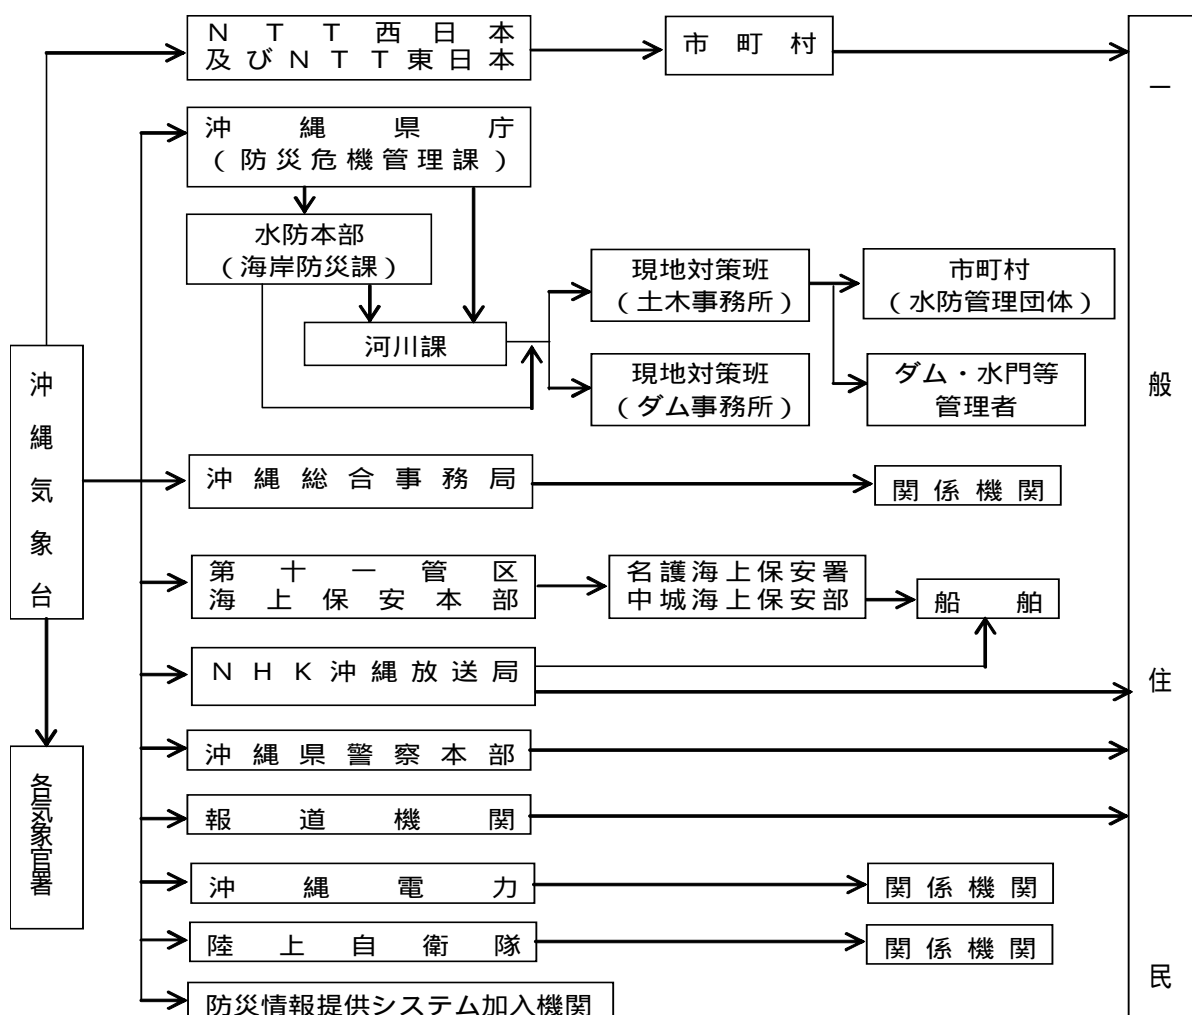 沖縄気象台
各気象官署
NTT西日本
及びNTT東日本
市町村
沖縄県庁
(防災危機管理課)
水防本部
(海岸防災課)
河川課
現地対策班
(土木事務所)
現地対策班
(ダム事務所)
市町村
(水防管理団体)
ダム・水門等
管理者
沖縄総合事務局
関係機関
第十一管区
海上保安本部
名護海上保安署
中城海上保安部
船舶
NHK沖縄放送局
沖縄県警察本部
報道機関
沖縄電力
関係機関
陸上自衛隊
関係機関
防災情報提供システム加入機関
一般住民